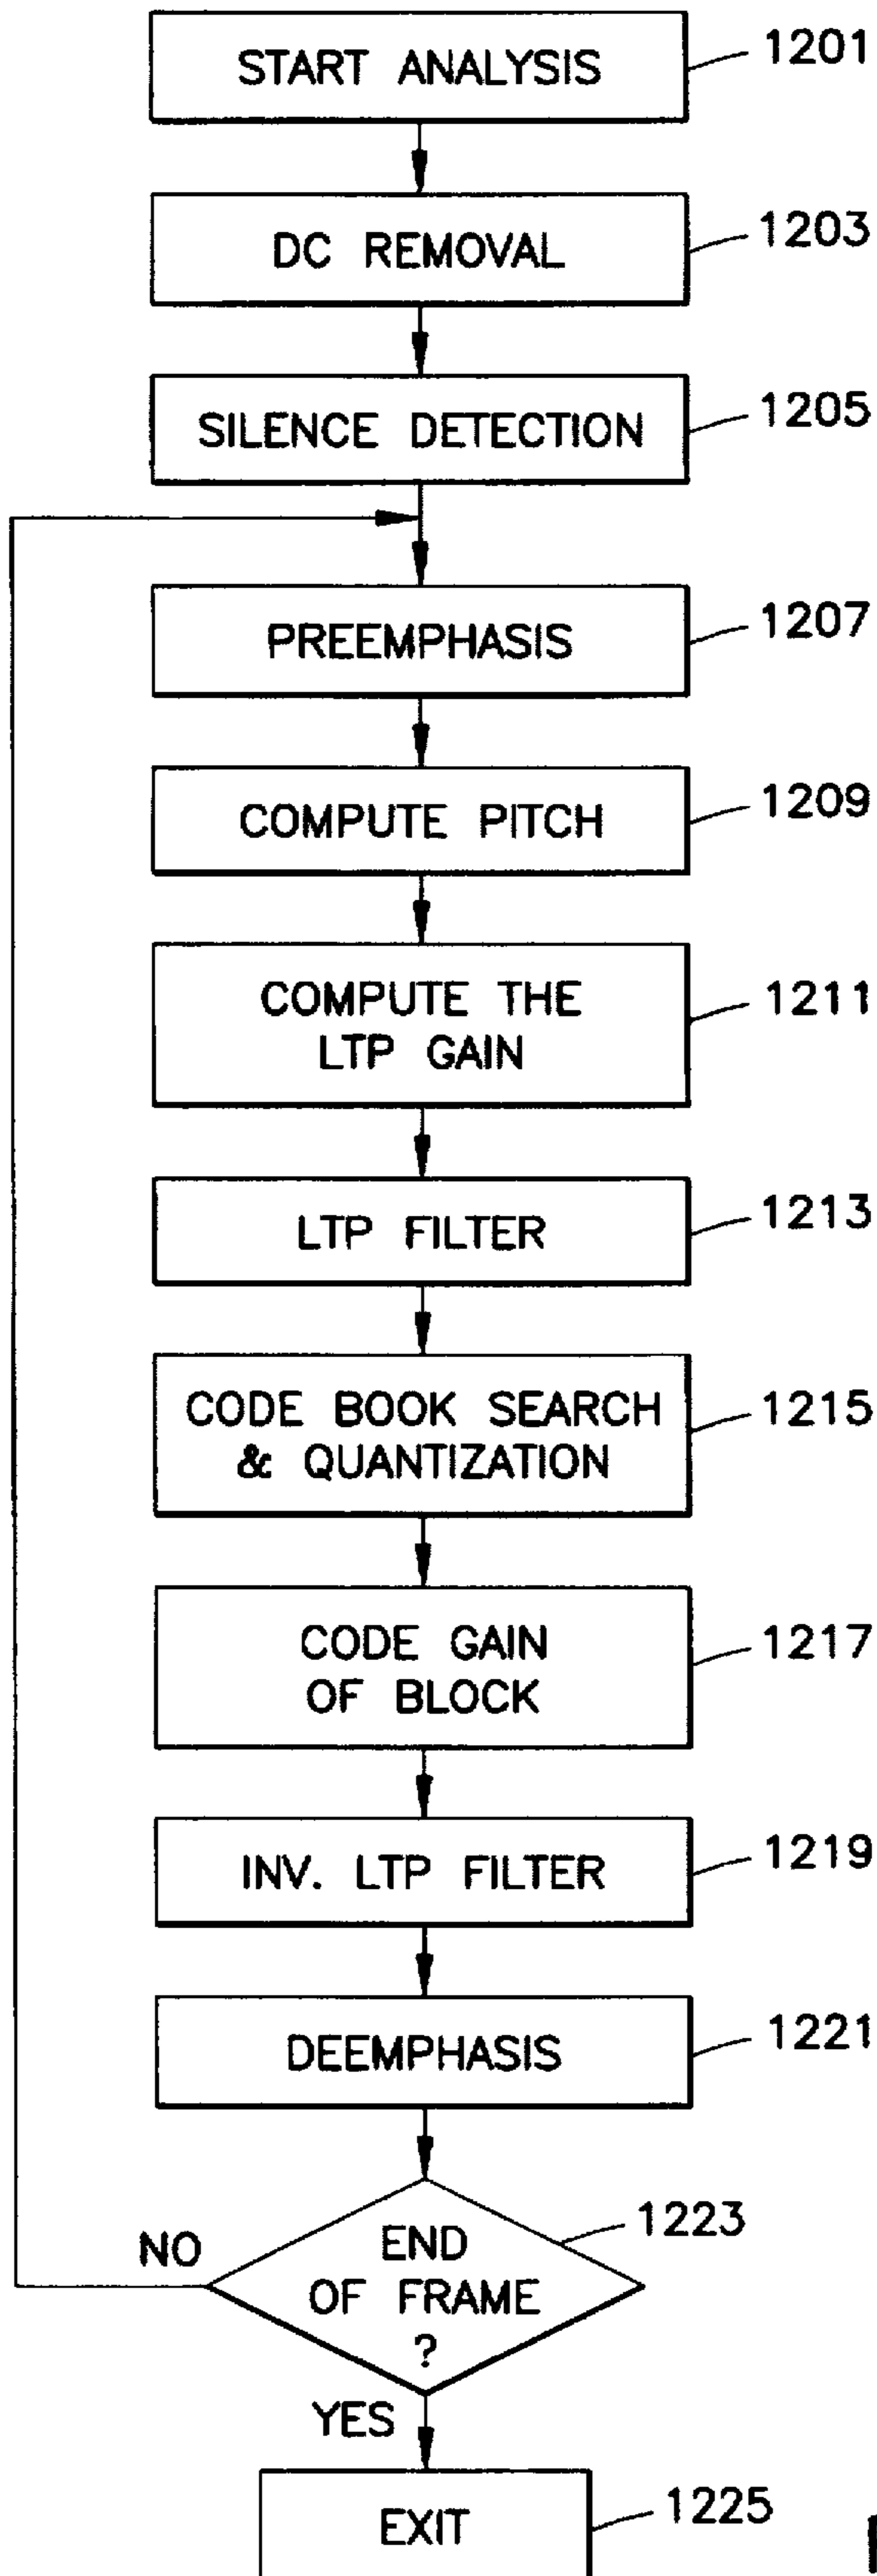 START ANALYSIS
1201
DC REMOVAL
1203
SILENCE DETECTION
1205
PREEMPHASIS
1207
COMPUTE PITCH
1209
COMPUTE THE
LTP GAIN
1211
LTP FILTER
1213
CODE BOOK SEARCH
& QUANTIZATION
1215
CODE GAIN
OF BLOCK
1217
INV. LTP FILTER
1219
DEEMPHASIS
1221
END
OF FRAME
?
1223
NO
YES
EXIT
1225